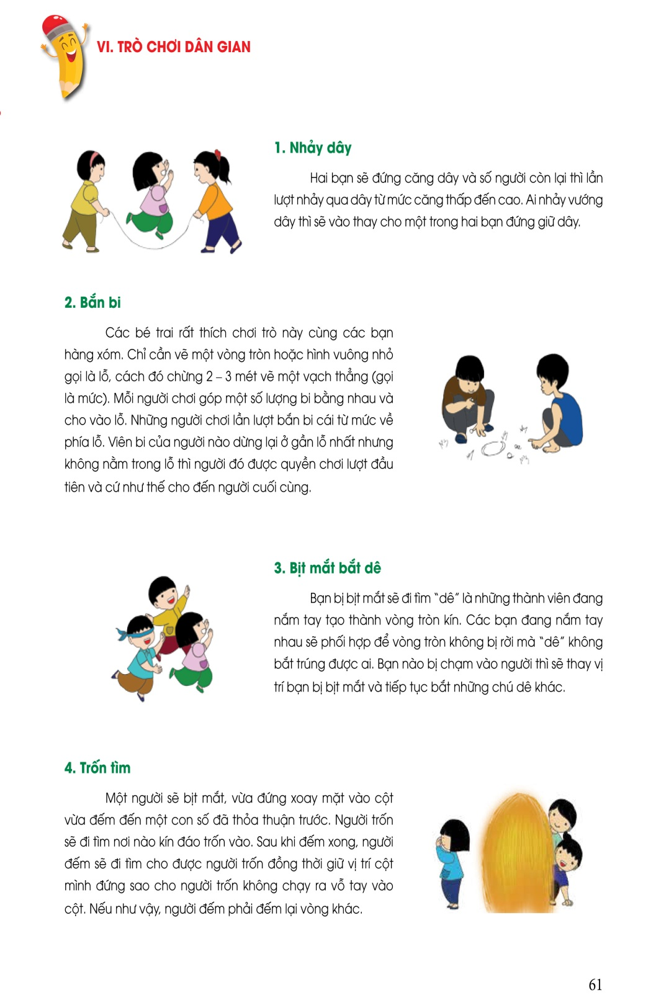 VI. TRÒ CHƠI DÂN GIAN
1. Nhảy dây
Hai bạn sẽ đứng căng dây và số người còn lại thì lần
lượt nhảy qua dây từ mức căng thấp đến cao. Ai nhảy vướng
dây thì sẽ vào thay cho một trong hai bạn đứng giữ dây.
2. Bắn bi
Các bé trai rất thích chơi trò này cùng các bạn
hàng xóm. Chỉ cần vẽ một vòng tròn hoặc hình vuông nhỏ
gọi là lỗ, cách đó chừng 2 – 3 mét vẽ một vạch thẳng (gọi
là mức). Mỗi người chơi góp một số lượng bi bằng nhau và
cho vào lỗ. Những người chơi lần lượt bắn bi cái từ mức về
phía lỗ. Viên bi của người nào dừng lại ở gần lỗ nhất nhưng
không nằm trong lỗ thì người đó được quyền chơi lượt đầu
tiên và cứ như thế cho đến người cuối cùng.
3. Bịt mắt bắt dê
Bạn bị bịt mắt sẽ đi tìm “dê” là những thành viên đang
nắm tay tạo thành vòng tròn kín. Các bạn đang nắm tay
nhau sẽ phối hợp để vòng tròn không bị rời mà “dê” không
bắt trúng được ai. Bạn nào bị chạm vào người thì sẽ thay vị
trí bạn bị bịt mắt và tiếp tục bắt những chú dê khác.
4. Trốn tìm
Một người sẽ bịt mắt, vừa đứng xoay mặt vào cột
vừa đếm đến một con số đã thỏa thuận trước. Người trốn
sẽ đi tìm nơi nào kín đáo trốn vào. Sau khi đếm xong, người
đếm sẽ đi tìm cho được người trốn đồng thời giữ vị trí cột
mình đứng sao cho người trốn không chạy ra vỗ tay vào
cột. Nếu như vậy, người đếm phải đếm lại vòng khác.
61